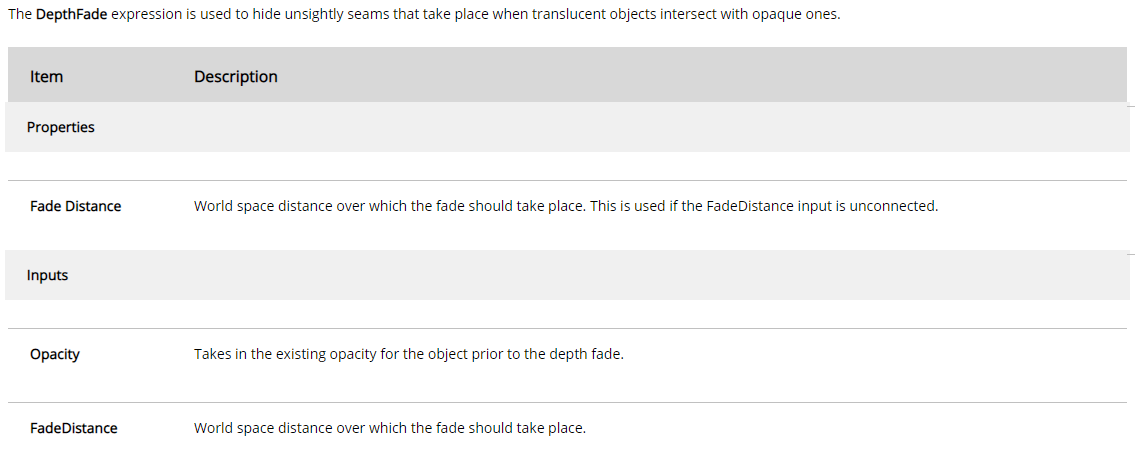 The DepthFade expression is used to hide unsightly seams that take place when translucent objects intersect with opaque ones.
Item Description
Properties
Fade Distance World space distance over which the fade should take place. This is used if the FadeDistance input is unconnected.
Inputs
Opacity Takes in the existing opacity for the object prior to the depth fade.
FadeDistance World space distance over which the fade should take place.